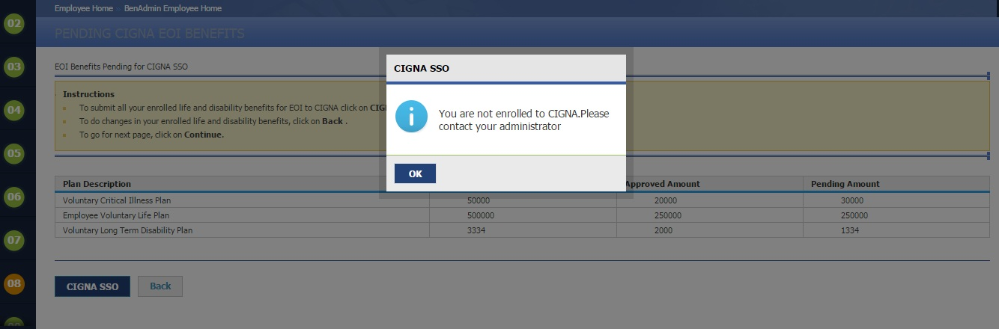 02
Employee Home BenAdmin Employee Home
PENDING CIGNA EOI BENEFITS
03
EOI Benefits Pending for CIGNA SSO
CIGNA SSO
Instructions
04
To submit all your enrolled life and disability benefits for EOI to CIGNA click on
To do changes in your enrolled life and disability benefits, click on Back .
To go for next page, click on Continue.
You are not enrolled to CIGNA.Please
contact your administrator
OK
05
06
07
08
Plan Description Approved Amount Pending Amount
Voluntary Critical Illness Plan 50000 20000 30000
Employee Voluntary Life Plan 500000 250000 250000
Voluntary Long Term Disability Plan 3334 2000 1334
CIGNA SSO Back